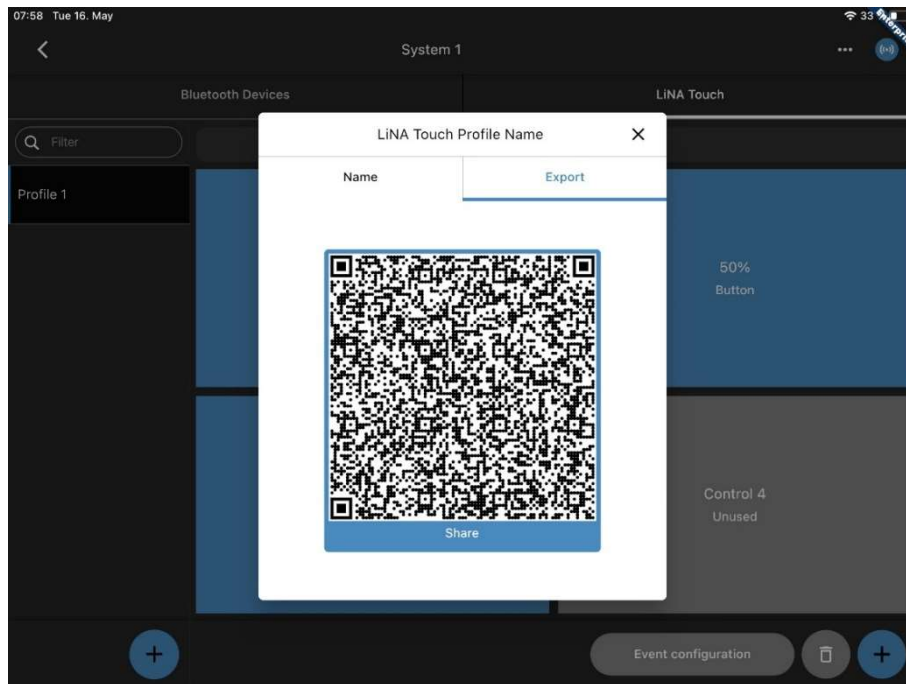 07:58 Tue 16. May
33
System 1
Bluetooth Devices
LiNA Touch
Filter
LiNA Touch Profile Name
Name
Export
Profile 1
50%
Button
Control 4
Unused
Share
Event configuration